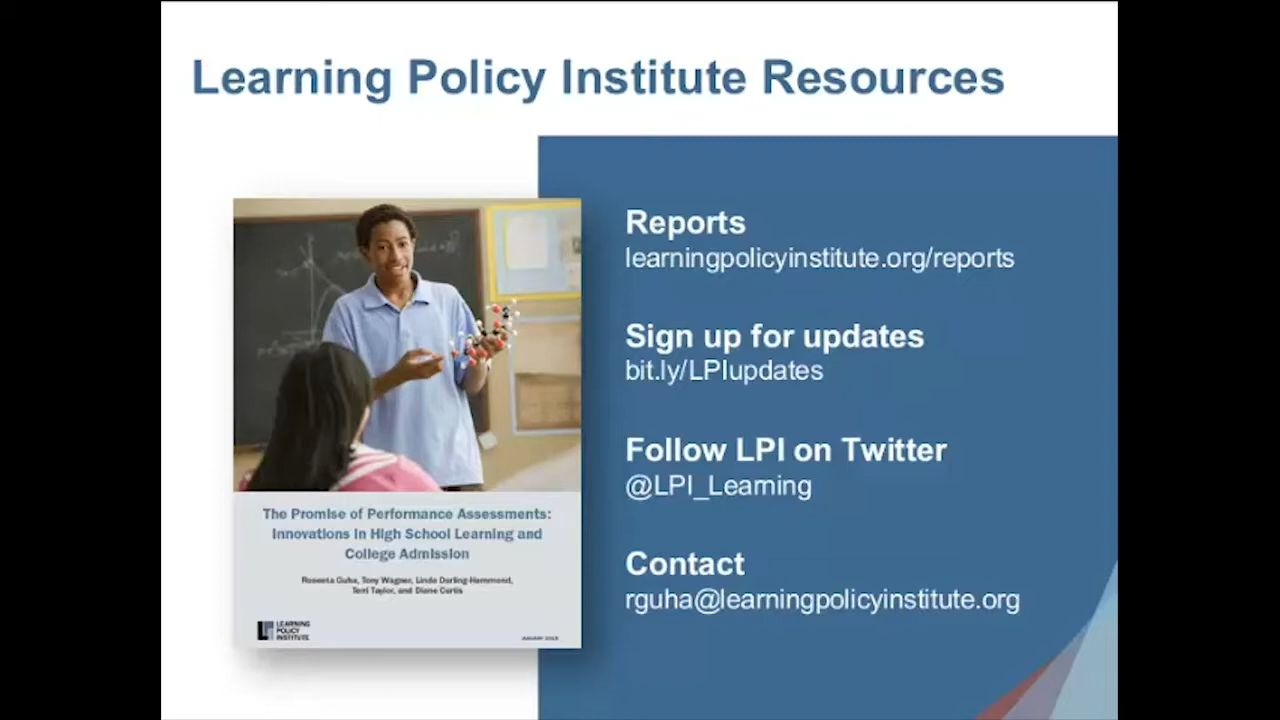 Learning Policy Institute Resources
Reports
learningpolicyinstitute.org/reports
Sign up for updates
bit.ly/LPIupdates
Follow LPI on Twitter
@LPI_Learning
Contact
rguha@learningpolicyinstitute.org
The Promise of Performance Assessments:
Innovations in High School Learning and
College Admission
Roneeta Guha, Tony Wagner, Linda Darling-Hammond,
Terri Taylor, and Diane Curtis
LEARNING
POLICY
INSTITUTE
JANUARY 2018